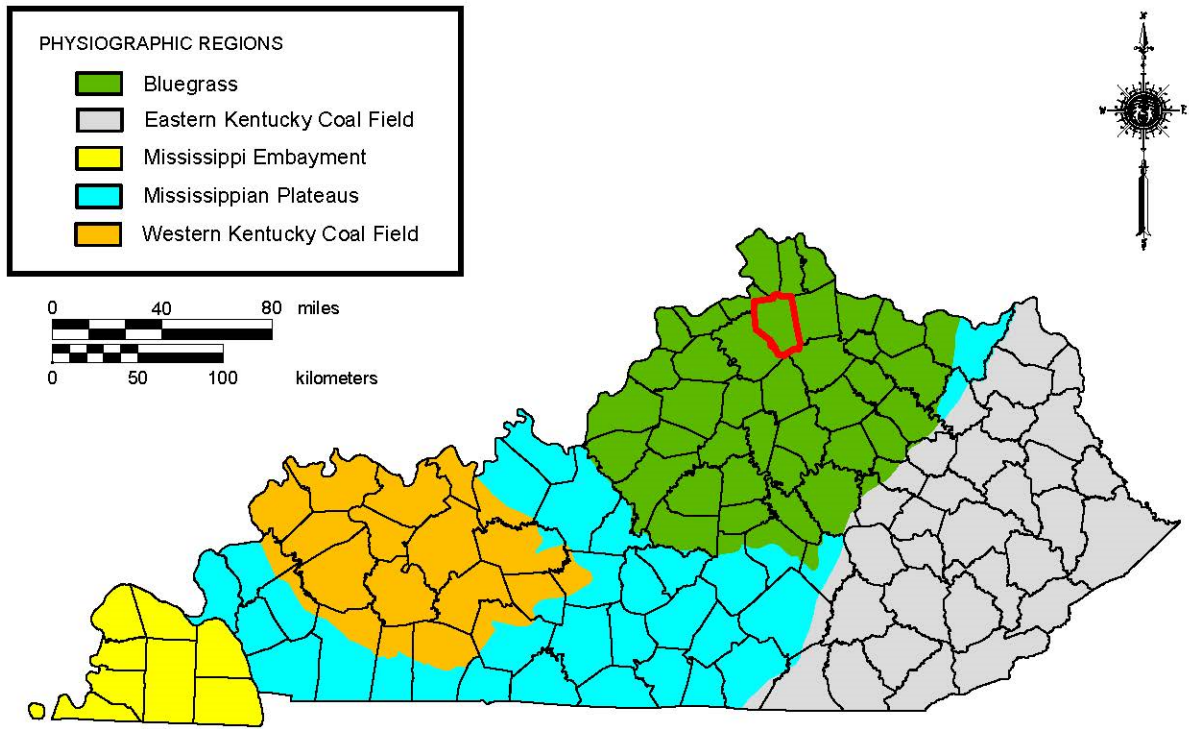 PHYSIOGRAPHIC REGIONS
Bluegrass
Eastern Kentucky Coal Field
Mississippi Embayment
Mississippian Plateaus
Western Kentucky Coal Field
0 40 80 miles
0 50 100 kilometers
N
W E
S